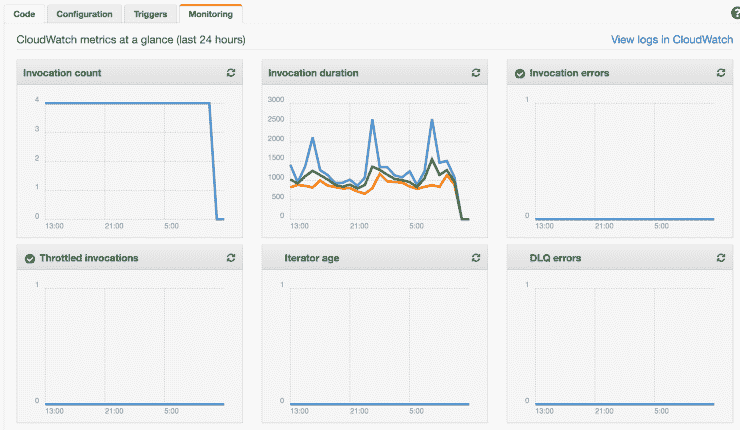 Code Configuration Triggers Monitoring ?
CloudWatch metrics at a glance (last 24 hours) View logs in CloudWatch
Invocation count
4
3
2
1
0
13:00 21:00 5:00
Invocation duration
3000
2500
2000
1500
1000
500
0
13:00 21:00 5:00
Invocation errors
1
0
13:00 21:00 5:00
Throttled invocations
1
0
13:00 21:00 5:00
Iterator age
1
0
13:00 21:00 5:00
DLQ errors
1
0
13:00 21:00 5:00